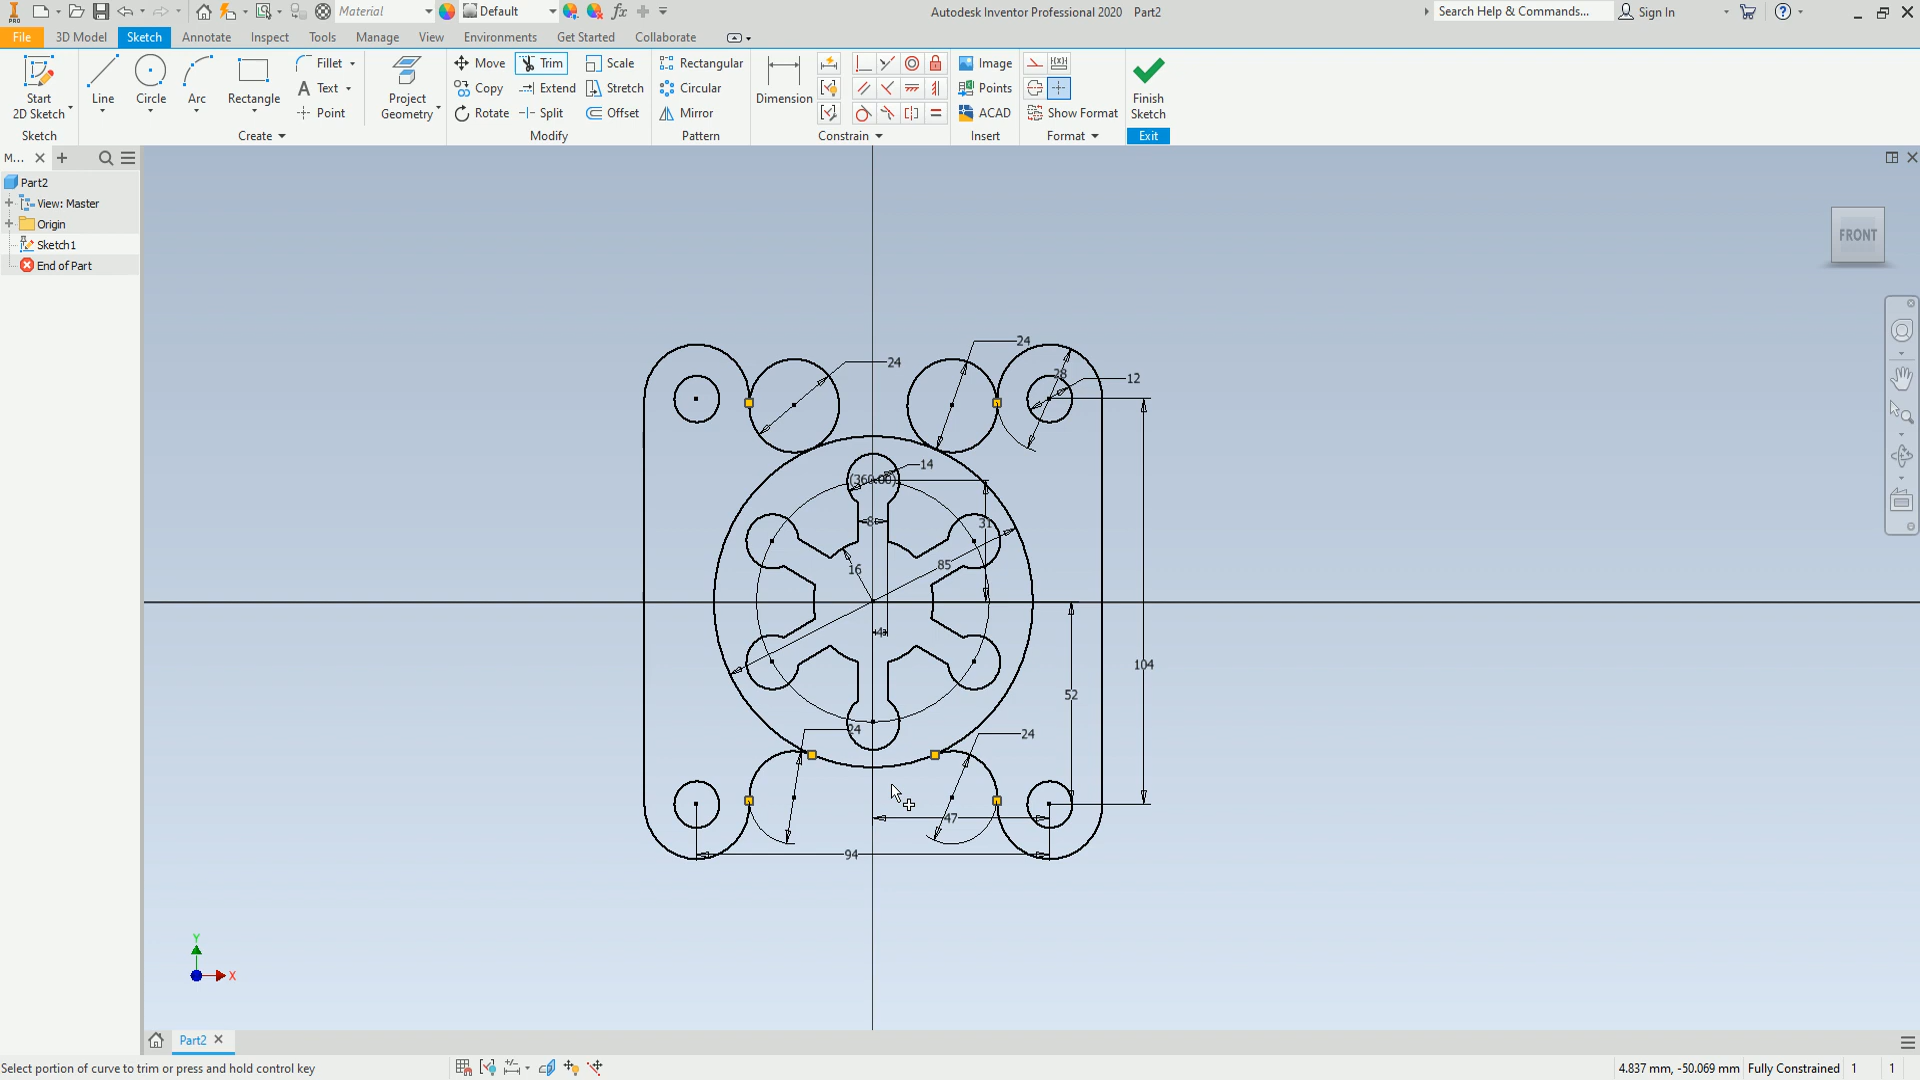 PRO
Material
Default
Autodesk Inventor Professional 2020 Part2
Search Help & Commands...
Sign In
File 3D Model Sketch Annotate Inspect Tools Manage View Environments Get Started Collaborate
Start
2D Sketch
Line
Circle
Arc
Rectangle
Fillet
Text
Point
Project
Geometry
Move
Copy
Rotate
Trim
Extend
Split
Scale
Stretch
Offset
Rectangular
Circular
Mirror
Dimension
Image
Points
ACAD
Show Format
Finish
Sketch
Sketch Create Modify Pattern Constrain Insert Format Exit
M...
Part2
View: Master
Origin
Sketch1
End of Part
FRONT
24
24
28
12
14
(360.00)
8
31
16
85
4
104
52
24
24
47
94
Y
X
Part2
Select portion of curve to trim or press and hold control key
4.837 mm, -50.069 mm Fully Constrained 1 1